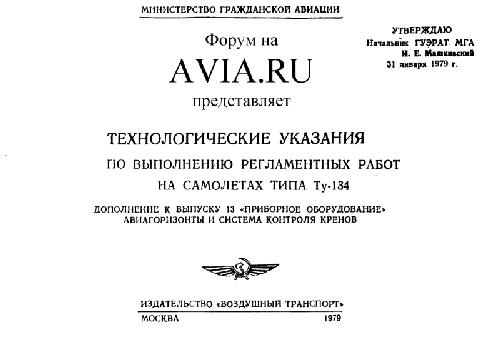 МИНИСТЕРСТВО ГРАЖДАНСКОЙ АВИАЦИИ
УТВЕРЖДАЮ
Начальник ГУЭРАТ МГА
И. Е. Машкивский
31 января 1979 г.
Форум на
AVIA.RU
представляет
ТЕХНОЛОГИЧЕСКИЕ УКАЗАНИЯ
ПО ВЫПОЛНЕНИЮ РЕГЛАМЕНТНЫХ РАБОТ
НА САМОЛЕТАХ ТИПА Ту-134
ДОПОЛНЕНИЕ К ВЫПУСКУ 13 «ПРИБОРНОЕ ОБОРУДОВАНИЕ»
АВИАГОРИЗОНТЫ И СИСТЕМА КОНТРОЛЯ КРЕНОВ
ИЗДАТЕЛЬСТВО «ВОЗДУШНЫЙ ТРАНСПОРТ»
МОСКВА 1979